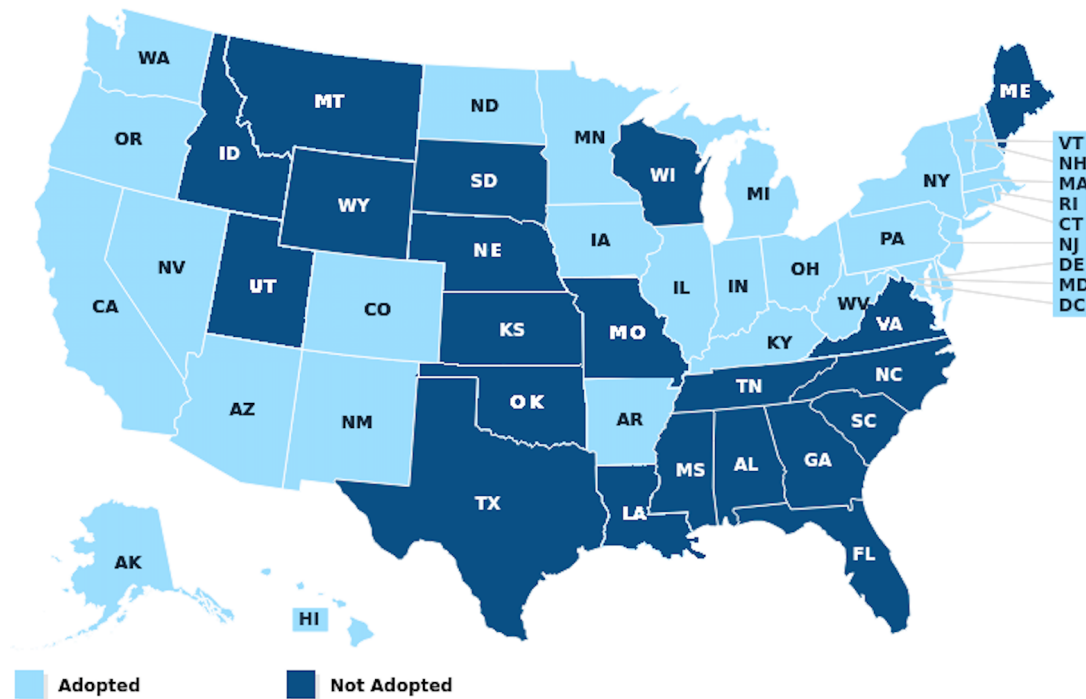 WA
MT
ND
ME
OR
MN
VT
ID
NH
SD
WI
MA
NY
MI
RI
WY
CT
PA
IA
NE
NJ
NV
OH
DE
UT
IL
IN
MD
CA
CO
WV
DC
VA
KS
MO
KY
NC
TN
OK
AZ
NM
AR
SC
GA
MS
AL
TX
LA
FL
AK
HI
Adopted
Not Adopted